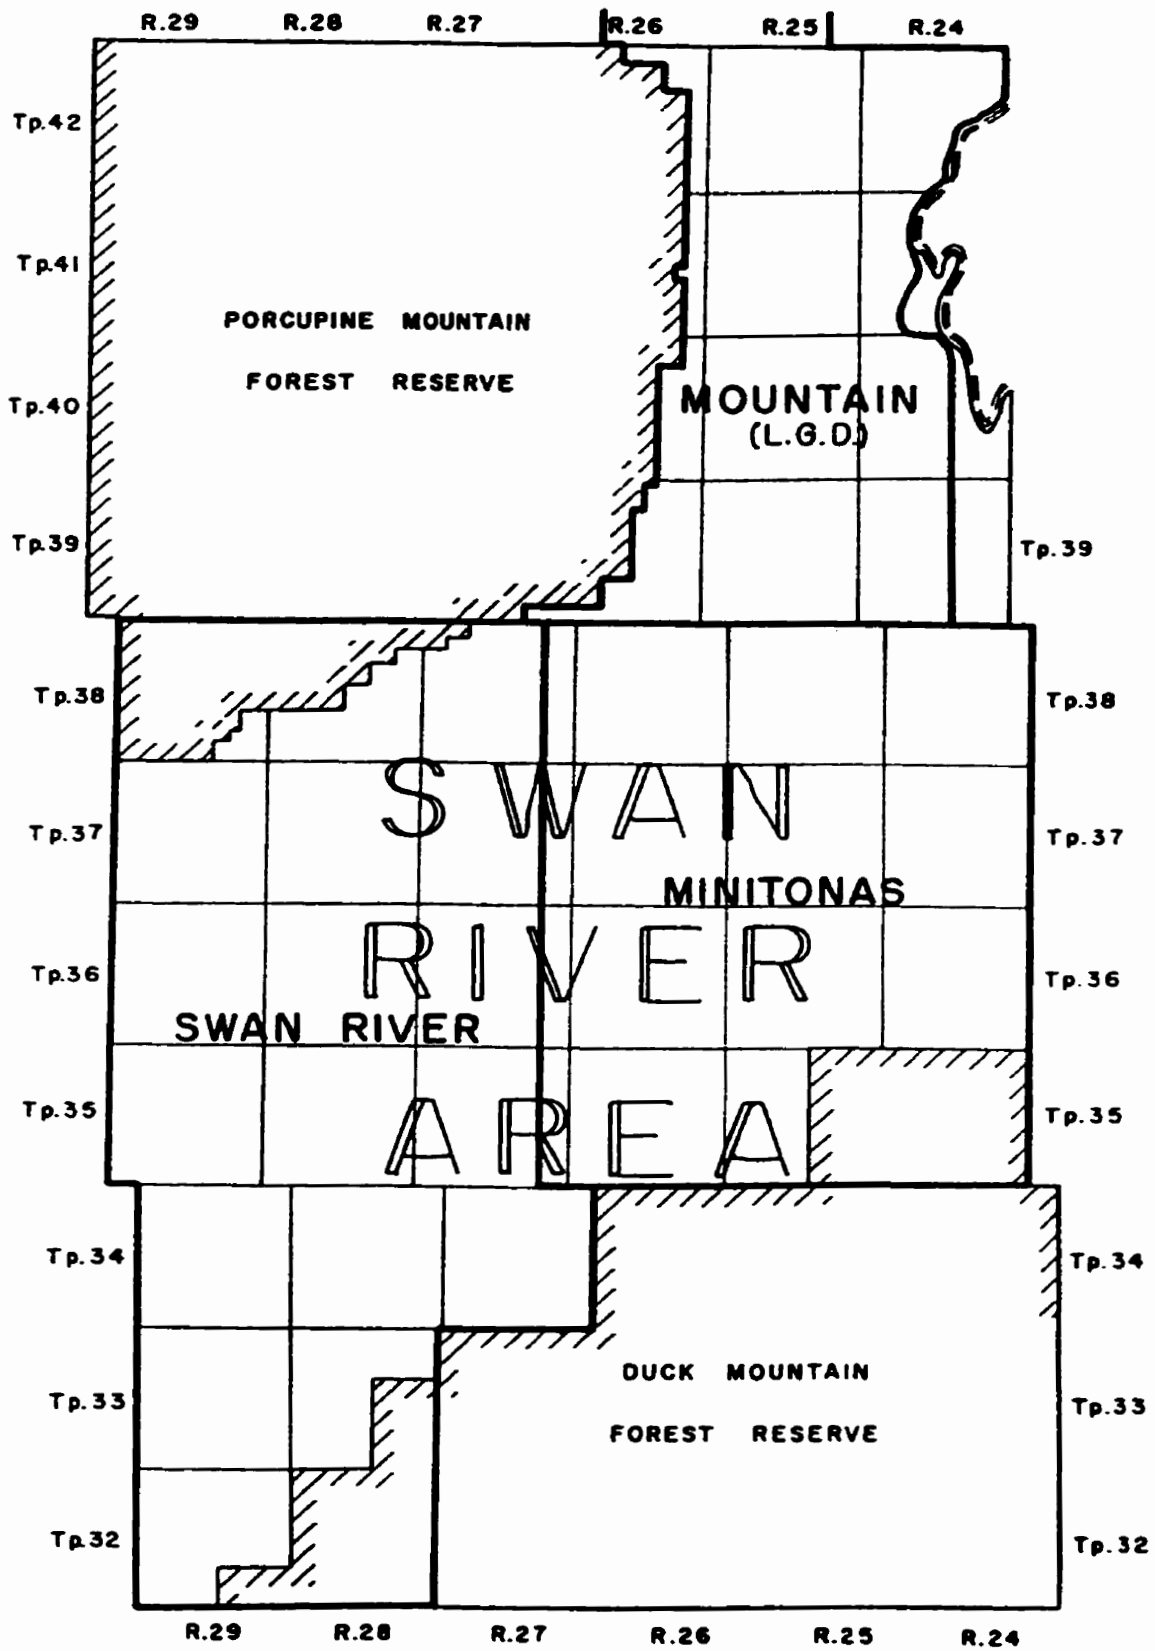 R.29 R.28 R.27 R.26 R.25 R.24
Tp.42
Tp.41
PORCUPINE MOUNTAIN
FOREST RESERVE
MOUNTAIN
(L.G.D.)
Tp.40
Tp.39 Tp.39
Tp.38 Tp.38
SWAN
Tp.37 Tp.37
MINITONAS
RIVER
Tp.36 Tp.36
SWAN RIVER
AREA
Tp.35 Tp.35
Tp.34 Tp.34
DUCK MOUNTAIN
FOREST RESERVE
Tp.33 Tp.33
Tp.32 Tp.32
R.29 R.28 R.27 R.26 R.25 R.24